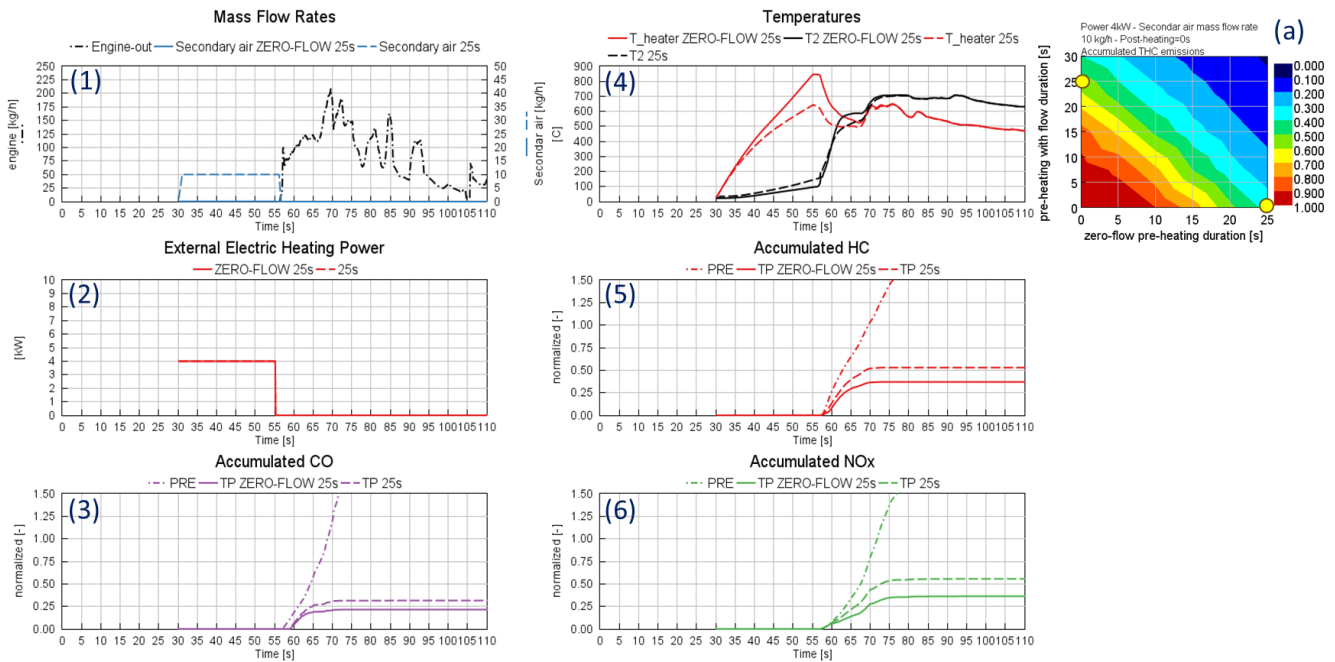 Mass Flow Rates
Engine-out Secondary air ZERO-FLOW 25s Secondary air 25s
(1)
engine [kg/h]
250
225
200
175
150
125
100
75
50
25
0
50
45
40
35
30
25
20
15
10
5
0
Secondar air [kg/h]
0 5 10 15 20 25 30 35 40 45 50 55 60 65 70 75 80 85 90 95 100 105 110
Time [s]
Temperatures
T_heater ZERO-FLOW 25s T2 ZERO-FLOW 25s T_heater 25s
T2 25s
(4)
[C]
900
800
700
600
500
400
300
200
100
0
0 5 10 15 20 25 30 35 40 45 50 55 60 65 70 75 80 85 90 95 100 105 110
Time [s]
Power 4kW - Secondar air mass flow rate
10 kg/h - Post-heating=0s
Accumulated THC emissions
(a)
pre-heating with flow duration [s]
30
25
20
15
10
5
0
0 5 10 15 20 25
zero-flow pre-heating duration [s]
0.000
0.100
0.200
0.300
0.400
0.500
0.600
0.700
0.800
0.900
1.000
External Electric Heating Power
ZERO-FLOW 25s 25s
(2)
[kW]
10
9
8
7
6
5
4
3
2
1
0
0 5 10 15 20 25 30 35 40 45 50 55 60 65 70 75 80 85 90 95 100 105 110
Time [s]
Accumulated HC
PRE TP ZERO-FLOW 25s TP 25s
(5)
normalized [-]
1.50
1.25
1.00
0.75
0.50
0.25
0.00
0 5 10 15 20 25 30 35 40 45 50 55 60 65 70 75 80 85 90 95 100 105 110
Time [s]
Accumulated CO
PRE TP ZERO-FLOW 25s TP 25s
(3)
normalized [-]
1.50
1.25
1.00
0.75
0.50
0.25
0.00
0 5 10 15 20 25 30 35 40 45 50 55 60 65 70 75 80 85 90 95 100 105 110
Time [s]
Accumulated NOx
PRE TP ZERO-FLOW 25s TP 25s
(6)
normalized [-]
1.50
1.25
1.00
0.75
0.50
0.25
0.00
0 5 10 15 20 25 30 35 40 45 50 55 60 65 70 75 80 85 90 95 100 105 110
Time [s]